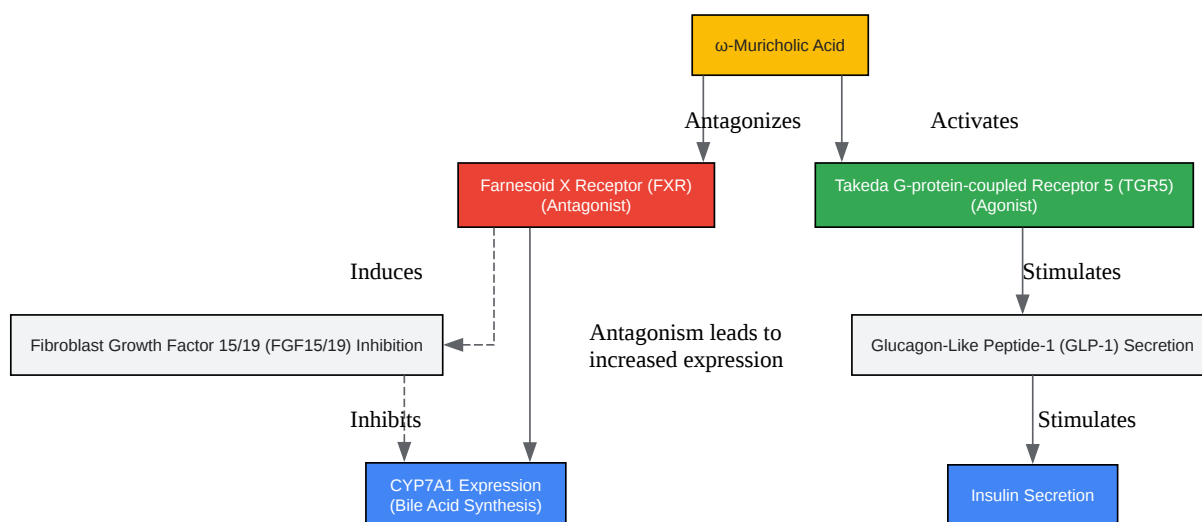 ω-Muricholic Acid
Antagonizes
Activates
Farnesoid X Receptor (FXR)
(Antagonist)
Takeda G-protein-coupled Receptor 5 (TGR5)
(Agonist)
Induces
Stimulates
Fibroblast Growth Factor 15/19 (FGF15/19) Inhibition
Antagonism leads to
increased expression
Glucagon-Like Peptide-1 (GLP-1) Secretion
Inhibits
Stimulates
CYP7A1 Expression
(Bile Acid Synthesis)
Insulin Secretion